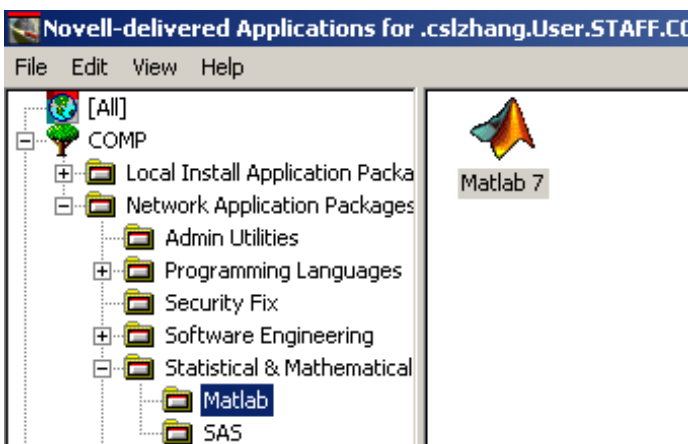 Novell-delivered Applications for .cslzhang.User.STAFF.CO
File Edit View Help
[All]
COMP
Local Install Application Packa
Network Application Packages
Admin Utilities
Programming Languages
Security Fix
Software Engineering
Statistical & Mathematical
Matlab
SAS
Matlab 7